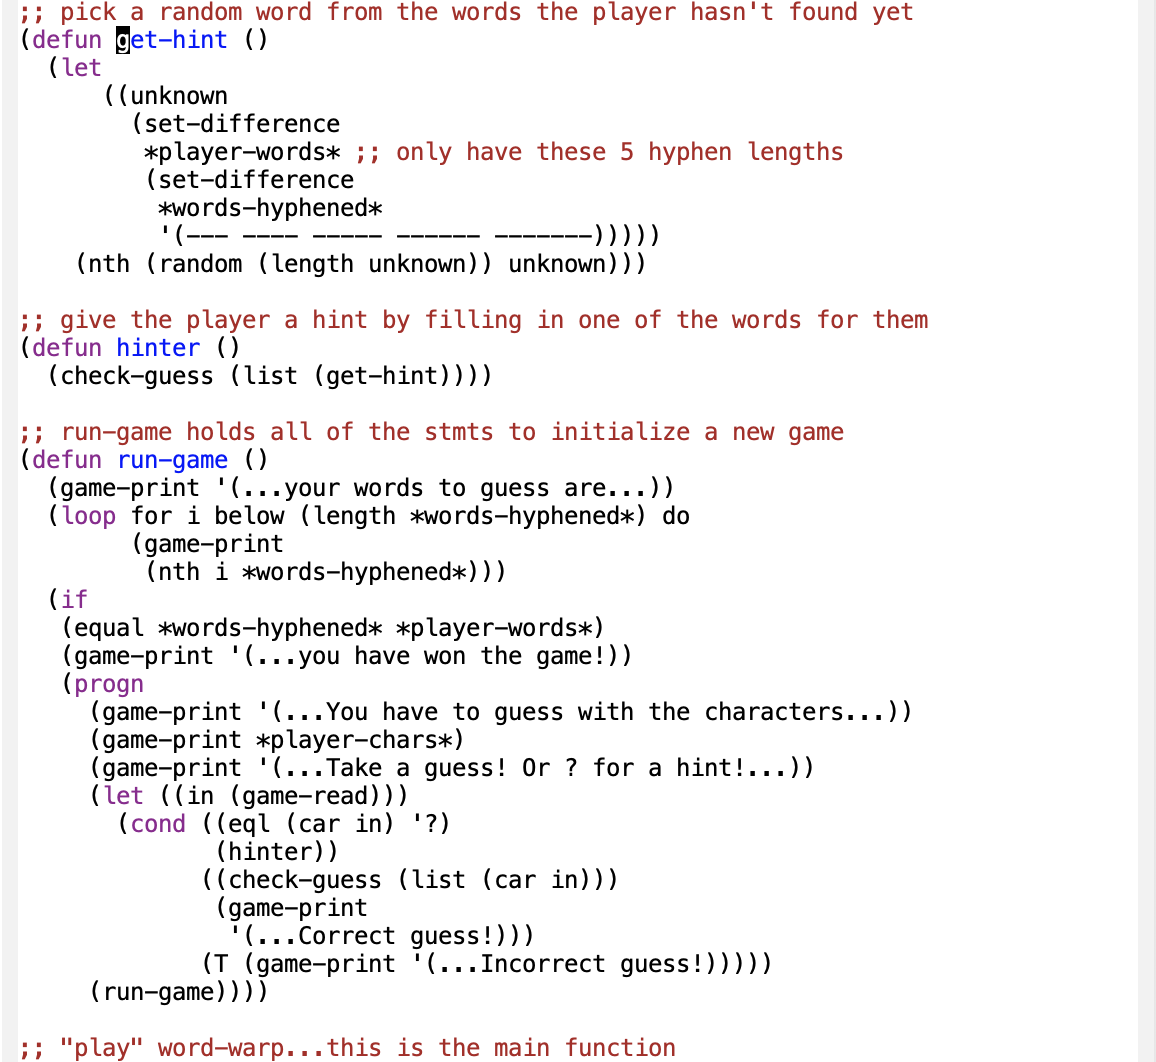 ;; pick a random word from the words the player hasn't found yet
(defun get-hint ()
  (let
      ((unknown
        (set-difference
         *player-words* ;; only have these 5 hyphen lengths
         (set-difference
          *words-hyphened*
          '(--- ---- ----- ------ -------)))))
    (nth (random (length unknown)) unknown)))

;; give the player a hint by filling in one of the words for them
(defun hinter ()
  (check-guess (list (get-hint))))

;; run-game holds all of the stmts to initialize a new game
(defun run-game ()
  (game-print '(...your words to guess are...))
  (loop for i below (length *words-hyphened*) do
        (game-print
         (nth i *words-hyphened*)))
  (if
   (equal *words-hyphened* *player-words*)
   (game-print '(...you have won the game!))
   (progn
     (game-print '(...You have to guess with the characters...))
     (game-print *player-chars*)
     (game-print '(...Take a guess! Or ? for a hint!...))
     (let ((in (game-read)))
       (cond ((eql (car in) '?)
              (hinter))
             ((check-guess (list (car in)))
              (game-print
               '(...Correct guess!)))
             (T (game-print '(...Incorrect guess!)))))
     (run-game))))

;; "play" word-warp...this is the main function